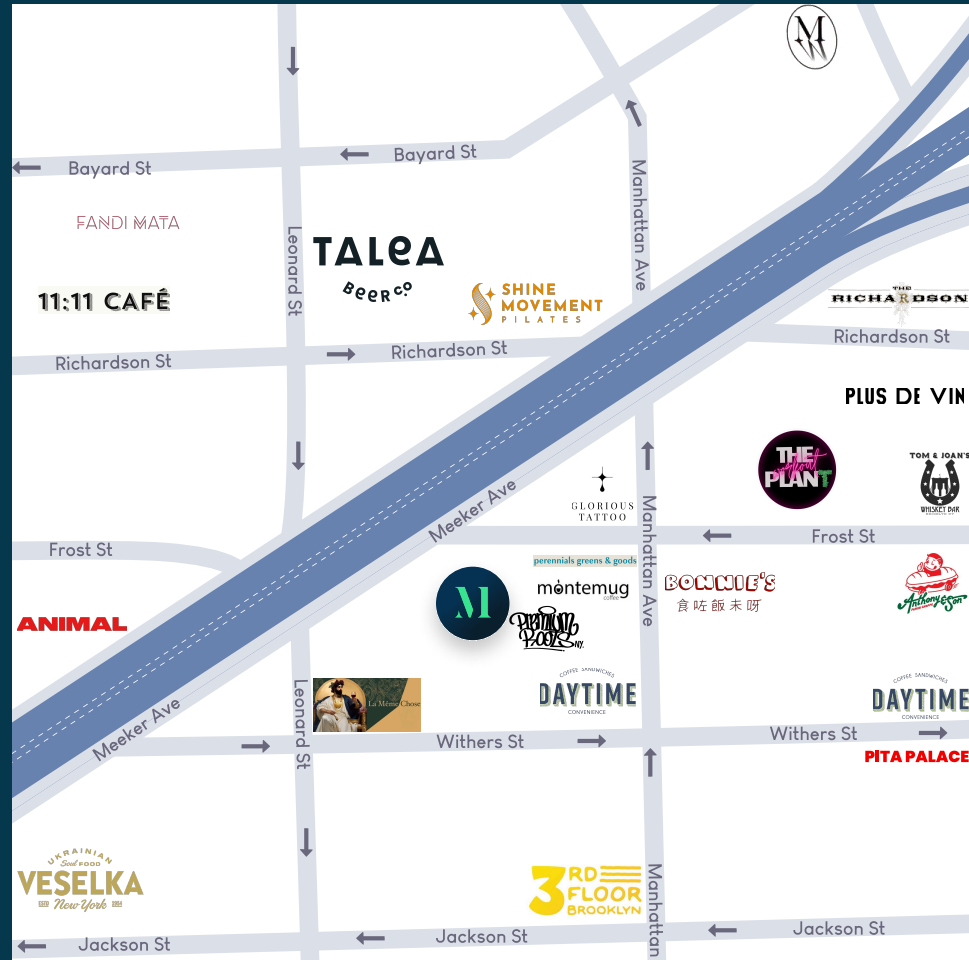 M
Bayard St
Bayard St
Manhattan Ave
FANDI MATA
Leonard St
TALEA
BEER CO
11:11 CAFÉ
SHINE
MOVEMENT
PILATES
THE
RICHARDSON
Richardson St
Richardson St
Richardson St
PLUS DE VIN
THE
workout
PLANT
TOM & JOAN'S
WHISKEY BAR
GLORIOUS
TATTOO
Meeker Ave
Manhattan Ave
Frost St
Frost St
perennials greens & goods
montemug
coffee
M
PREMIUM
ROOTS NY.
BONNIE'S
食咗飯未呀
Anthony & Son
ANIMAL
La Même Chose
COFFEE SANDWICHES
DAYTIME
CONVENIENCE
COFFEE SANDWICHES
DAYTIME
CONVENIENCE
Meeker Ave
Leonard St
Withers St
Withers St
PITA PALACE
UKRAINIAN
Soul FOOD
VESELKA
New York
3RD
FLOOR
BROOKLYN
Manhattan
Jackson St
Jackson St
Jackson St